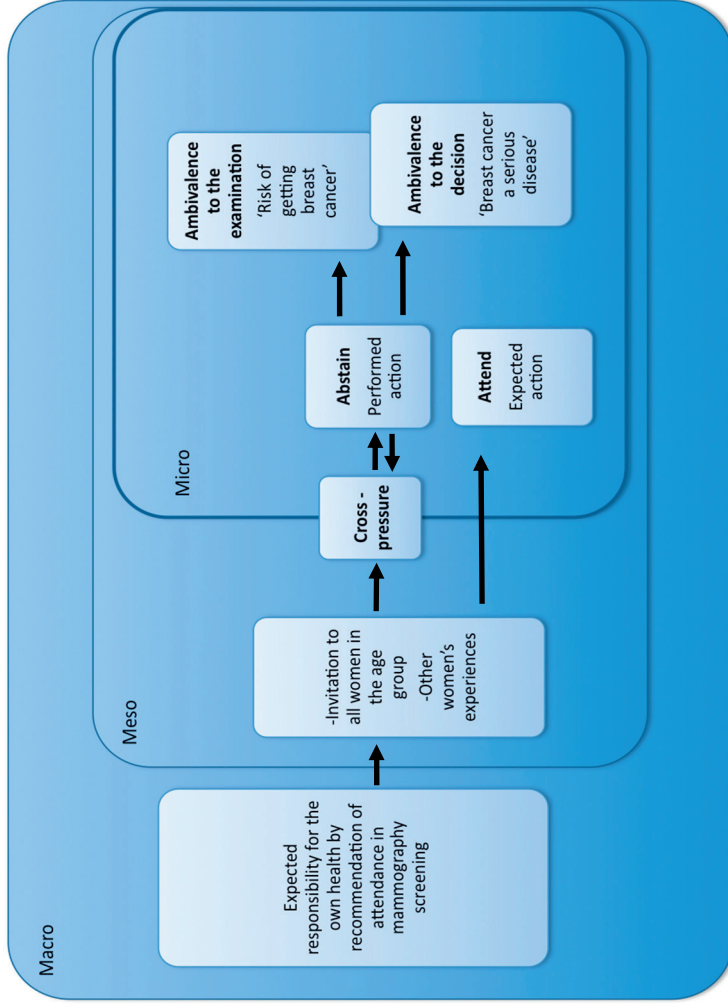 Macro
Expected
responsibility for the
own health by
recommendation of
attendance in
mammography
screening
Meso
-Invitation to
all women in
the age
group
-Other
women's
experiences
Cross -
pressure
Micro
Abstain
Performed
action
Attend
Expected
action
Ambivalence
to the
examination
'Risk of
getting
breast
cancer'
Ambivalence
to the
decision
'Breast cancer
a serious
disease'